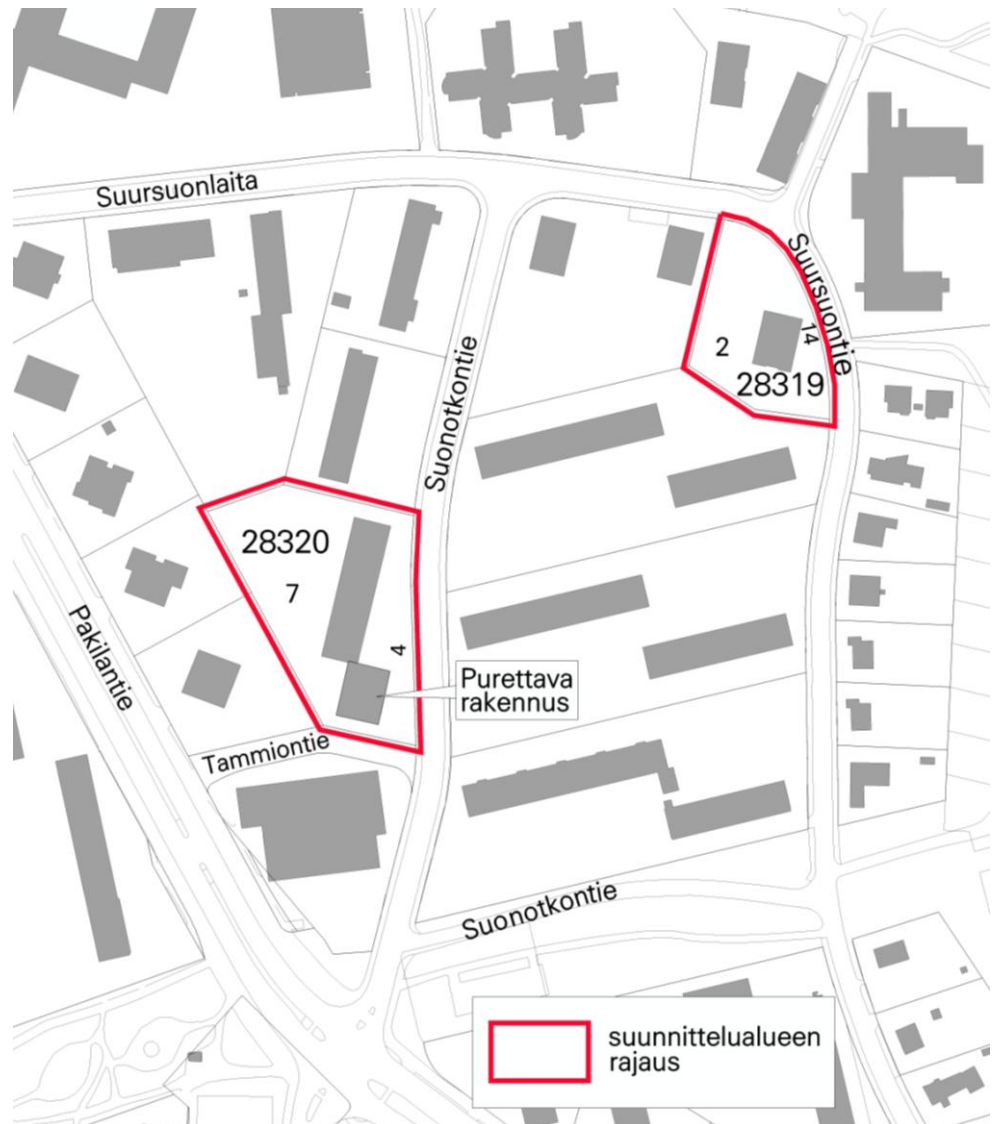 Suursuonlaita
Suursuontie
14
2
28319
Suonotkontie
28320
7
4
Purettava
rakennus
Pakilantie
Tammiontie
Suonotkontie
suunnittelualueen
rajaus